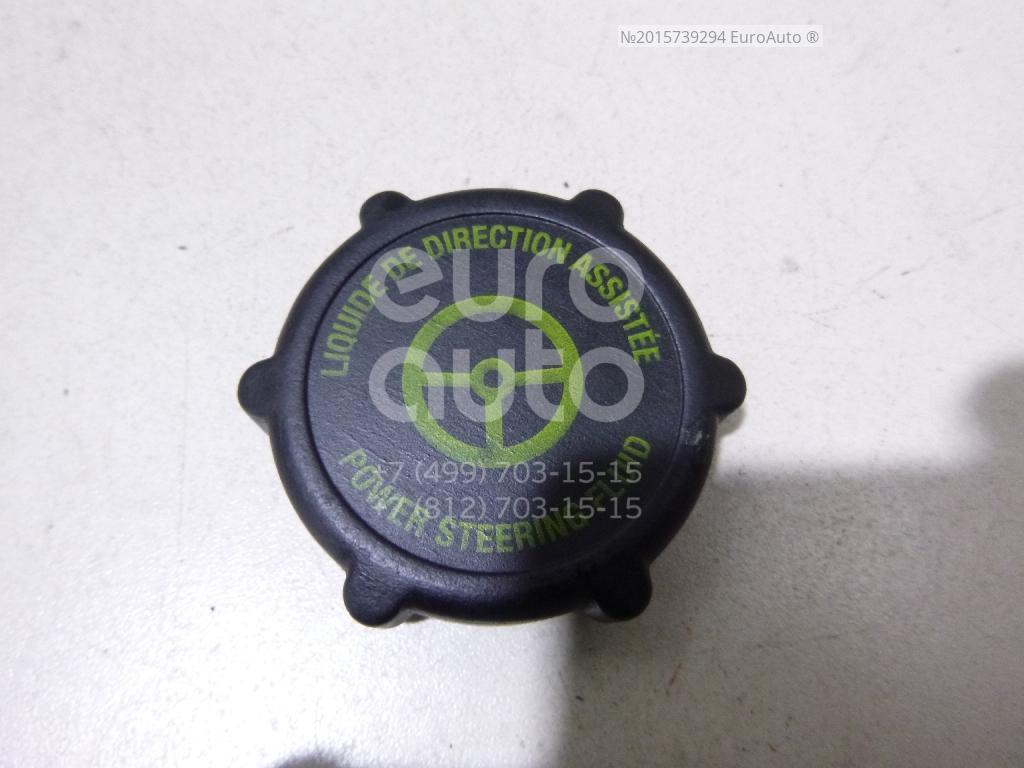 №2015739294 EuroAuto ®
LIQUIDE DE DIRECTION ASSISTÉE
euro
auto
+7 (499) 703-15-15
(812) 703-15-15
POWER STEERING FLUID